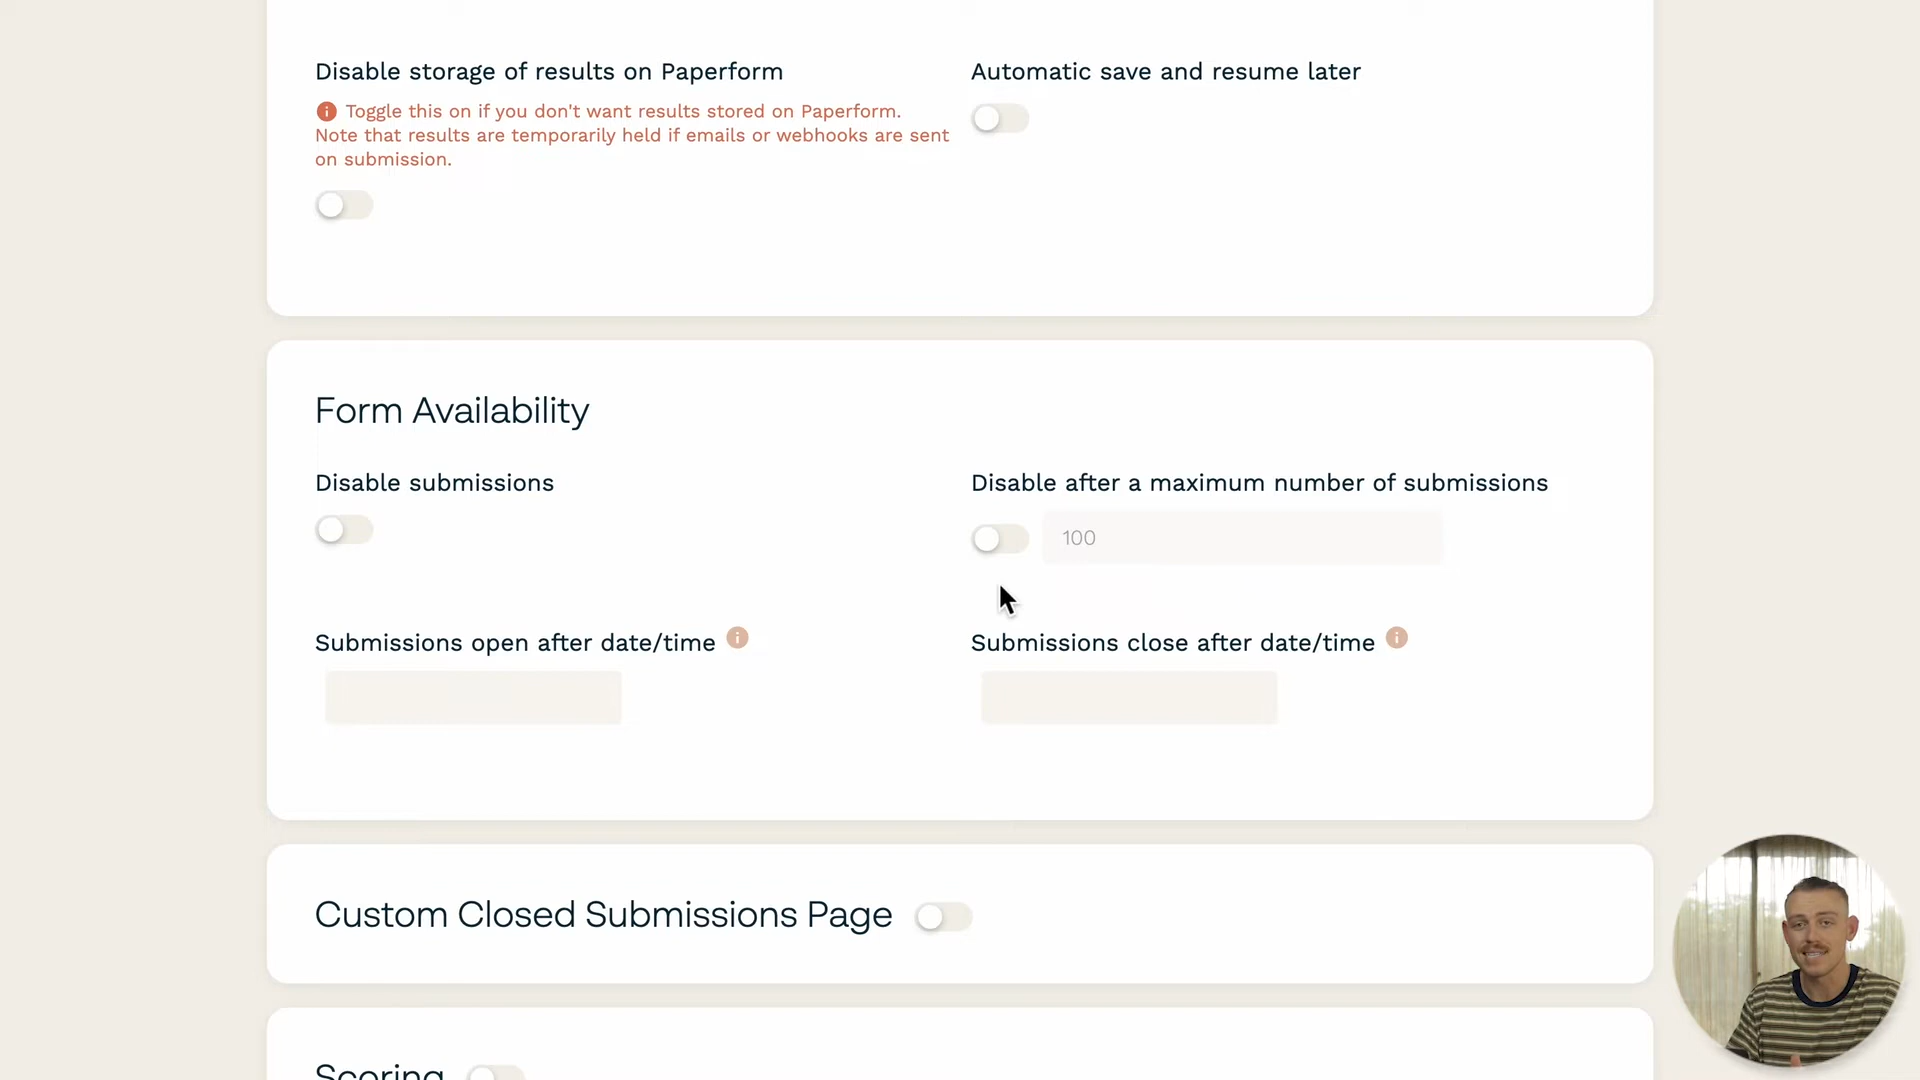 Disable storage of results on Paperform
Toggle this on if you don't want results stored on Paperform.
Note that results are temporarily held if emails or webhooks are sent
on submission.
Automatic save and resume later
Form Availability
Disable submissions
Disable after a maximum number of submissions
100
Submissions open after date/time
Submissions close after date/time
Custom Closed Submissions Page
Scoring